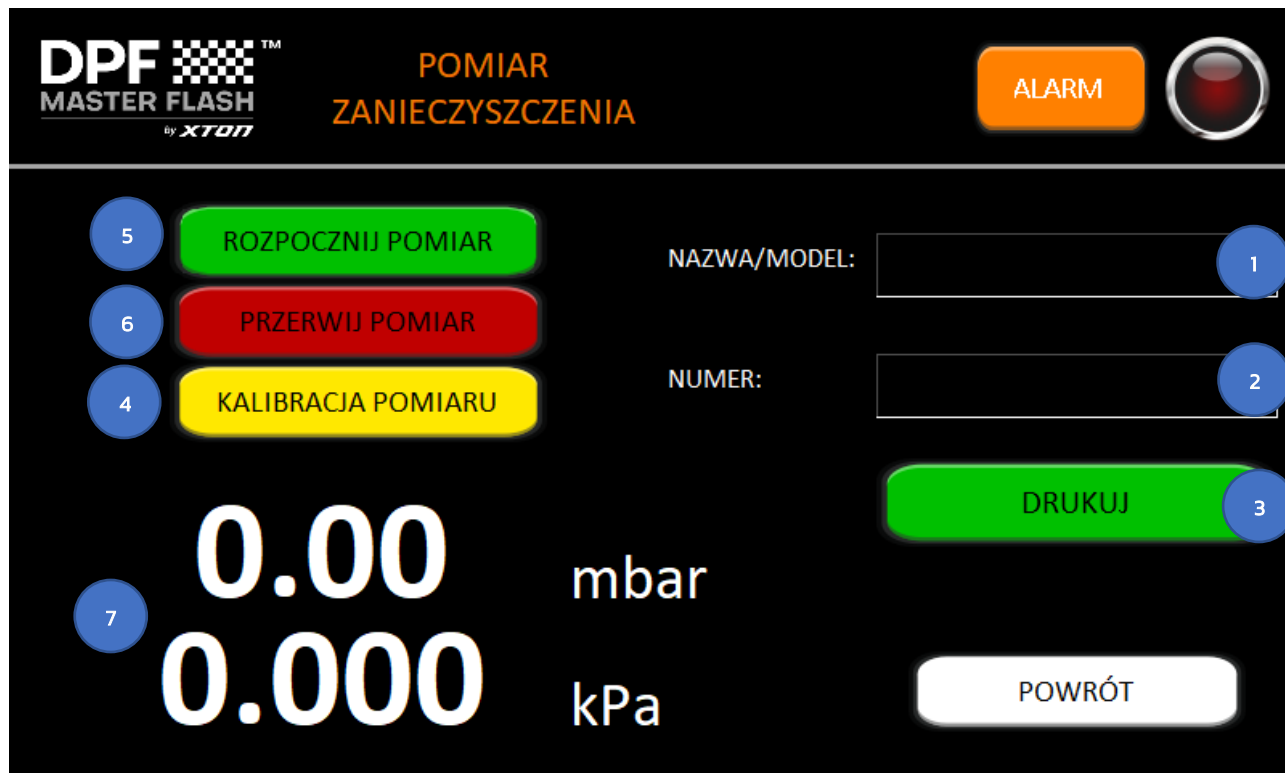 DPF ™
MASTER FLASH
by XTON
POMIAR
ZANIECZYSZCZENIA
ALARM
5
ROZPOCZNIJ POMIAR
NAZWA/MODEL:
1
6
PRZERWIJ POMIAR
NUMER:
2
4
KALIBRACJA POMIARU
DRUKUJ
3
0.00 mbar
7
0.000 kPa
POWRÓT